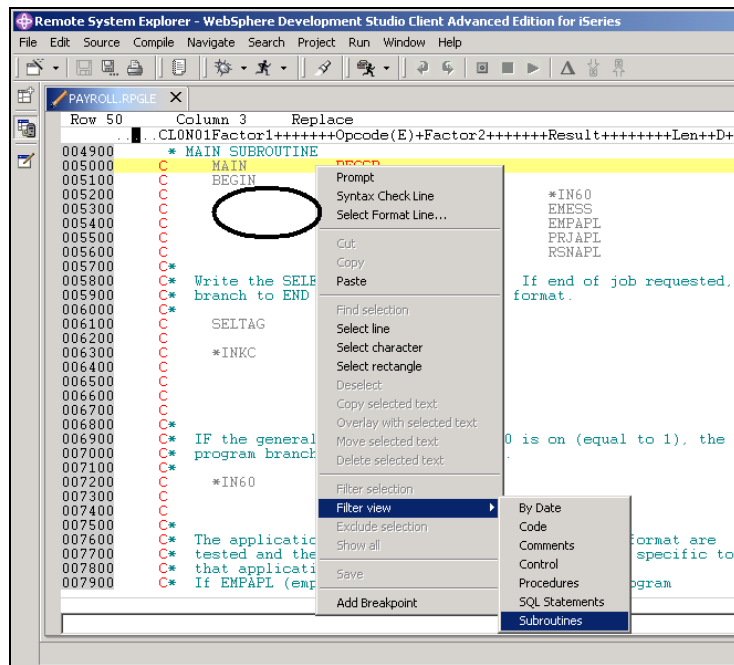 Remote System Explorer - WebSphere Development Studio Client Advanced Edition for iSeries
File Edit Source Compile Navigate Search Project Run Window Help
PAYROLL.RPGLE
Row 50 Column 3 Replace
..CL0N01Factor1+++++++Opcode(E)+Factor2+++++++Result++++++++Len++D+
004900 * MAIN SUBROUTINE
005000 C MAIN BEGSR
005100 C BEGIN
005200 C *IN60
005300 C EMESS
005400 C EMPAPL
005500 C PRJAPL
005600 C RSNAPL
005700 C*
005800 C* Write the SELE If end of job requested,
005900 C* branch to END format.
006000 C*
006100 C SELTAG
006200 C
006300 C *INKC
006400 C
006500 C
006600 C
006700 C
006800 C*
006900 C* IF the general 0 is on (equal to 1), the
007000 C* program branch .
007100 C*
007200 C *IN60
007300 C
007400 C
007500 C*
007600 C* The applicatic format are
007700 C* tested and the specific to
007800 C* that applicati
007900 C* If EMPAPL (emp ogram
Prompt
Syntax Check Line
Select Format Line...
Cut
Copy
Paste
Find selection
Select line
Select character
Select rectangle
Deselect
Copy selected text
Overlay with selected text
Move selected text
Delete selected text
Filter selection
Filter view
Exclude selection
Show all
Save
Add Breakpoint
By Date
Code
Comments
Control
Procedures
SQL Statements
Subroutines